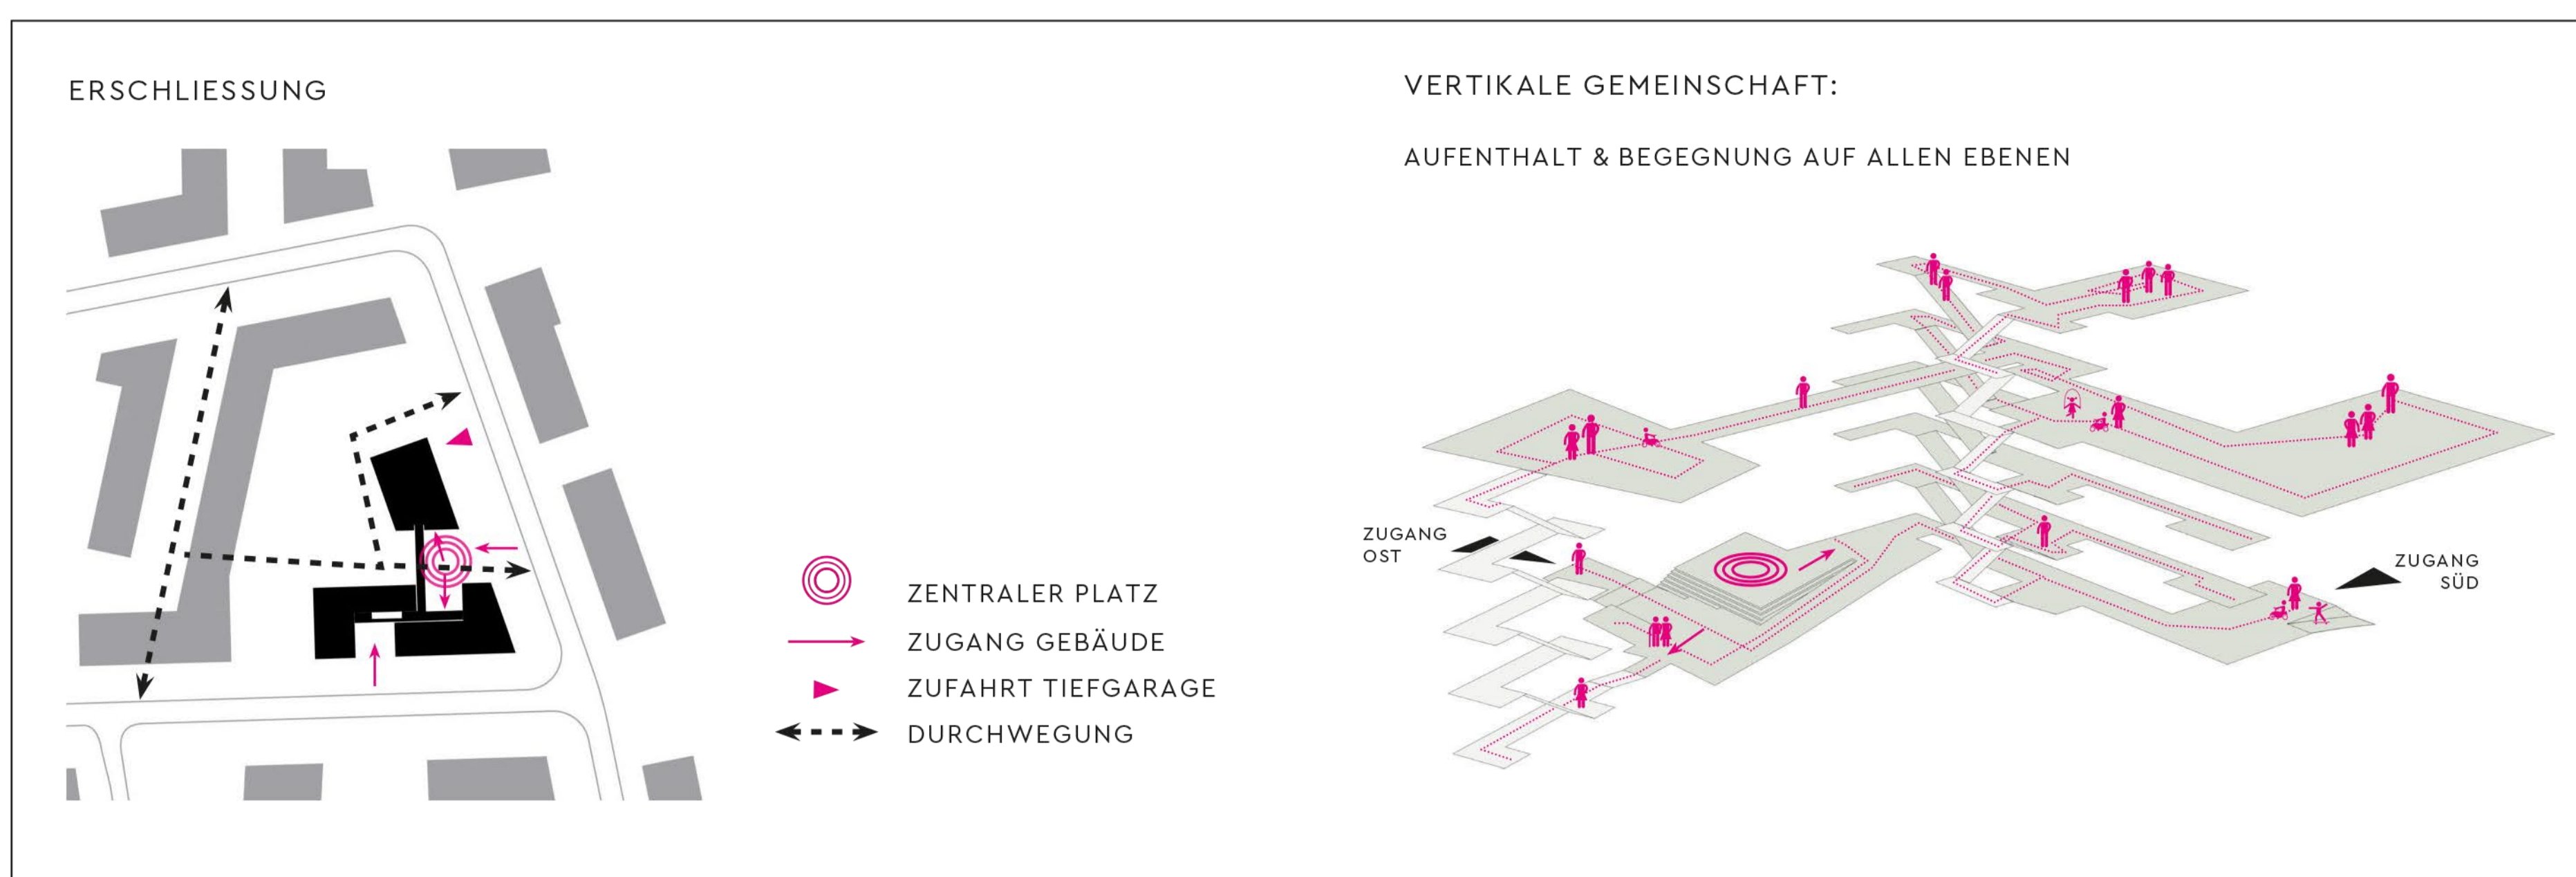 ERSCHLIESSUNG
ZENTRALER PLATZ
ZUGANG GEBÄUDE
ZUFAHRT TIEFGARAGE
DURCHWEGUNG
VERTIKALE GEMEINSCHAFT:
AUFENTHALT & BEGEGNUNG AUF ALLEN EBENEN
ZUGANG
OST
ZUGANG
SÜD